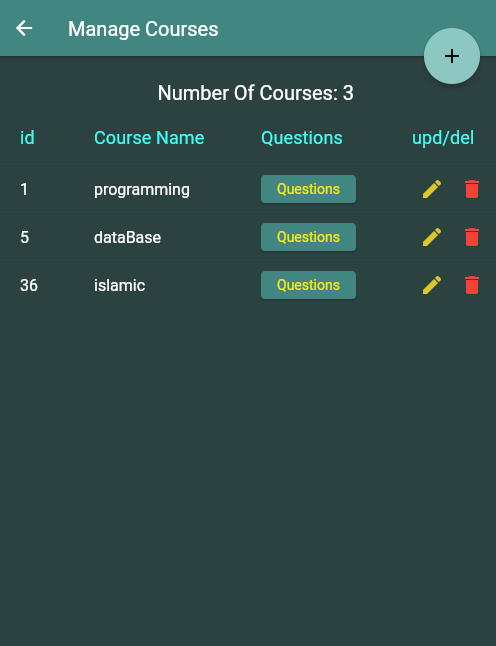 Manage Courses
Number Of Courses: 3
id Course Name Questions upd/del
1 programming Questions
5 dataBase Questions
36 islamic Questions